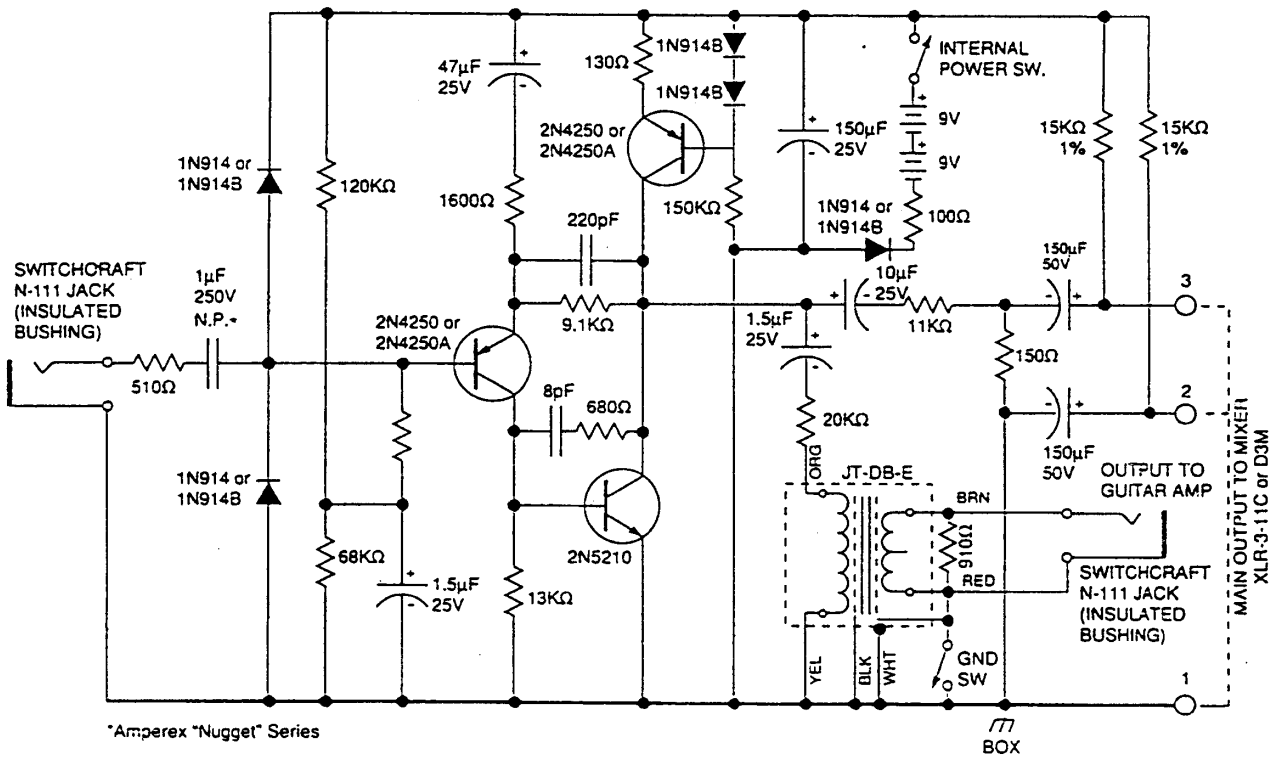 1N914B
1N914B
47µF
25V
+
-
130Ω
2N4250 or
2N4250A
150µF
25V
+
-
INTERNAL
POWER SW.
+
9V
+
9V
15KΩ
1%
15KΩ
1%
1N914 or
1N914B
120KΩ
1600Ω
220pF
150KΩ
1N914 or
1N914B
100Ω
SWITCHCRAFT
N-111 JACK
(INSULATED
BUSHING)
1µF
250V
N.P.*
510Ω
2N4250 or
2N4250A
9.1KΩ
+
-
10µF
25V
11KΩ
150µF
50V
-
+
3
1.5µF
25V
+
-
150Ω
8pF
680Ω
20KΩ
-
+
150µF
50V
2
1N914 or
1N914B
ORG
JT-DB-E
BRN
910Ω
RED
OUTPUT TO
GUITAR AMP
SWITCHCRAFT
N-111 JACK
(INSULATED
BUSHING)
MAIN OUTPUT TO MIXER
XLR-3-11C or D3M
2N5210
68KΩ
+
-
1.5µF
25V
13KΩ
YEL
BLK
WHT
GND
SW
1
*Amperex "Nugget" Series
BOX